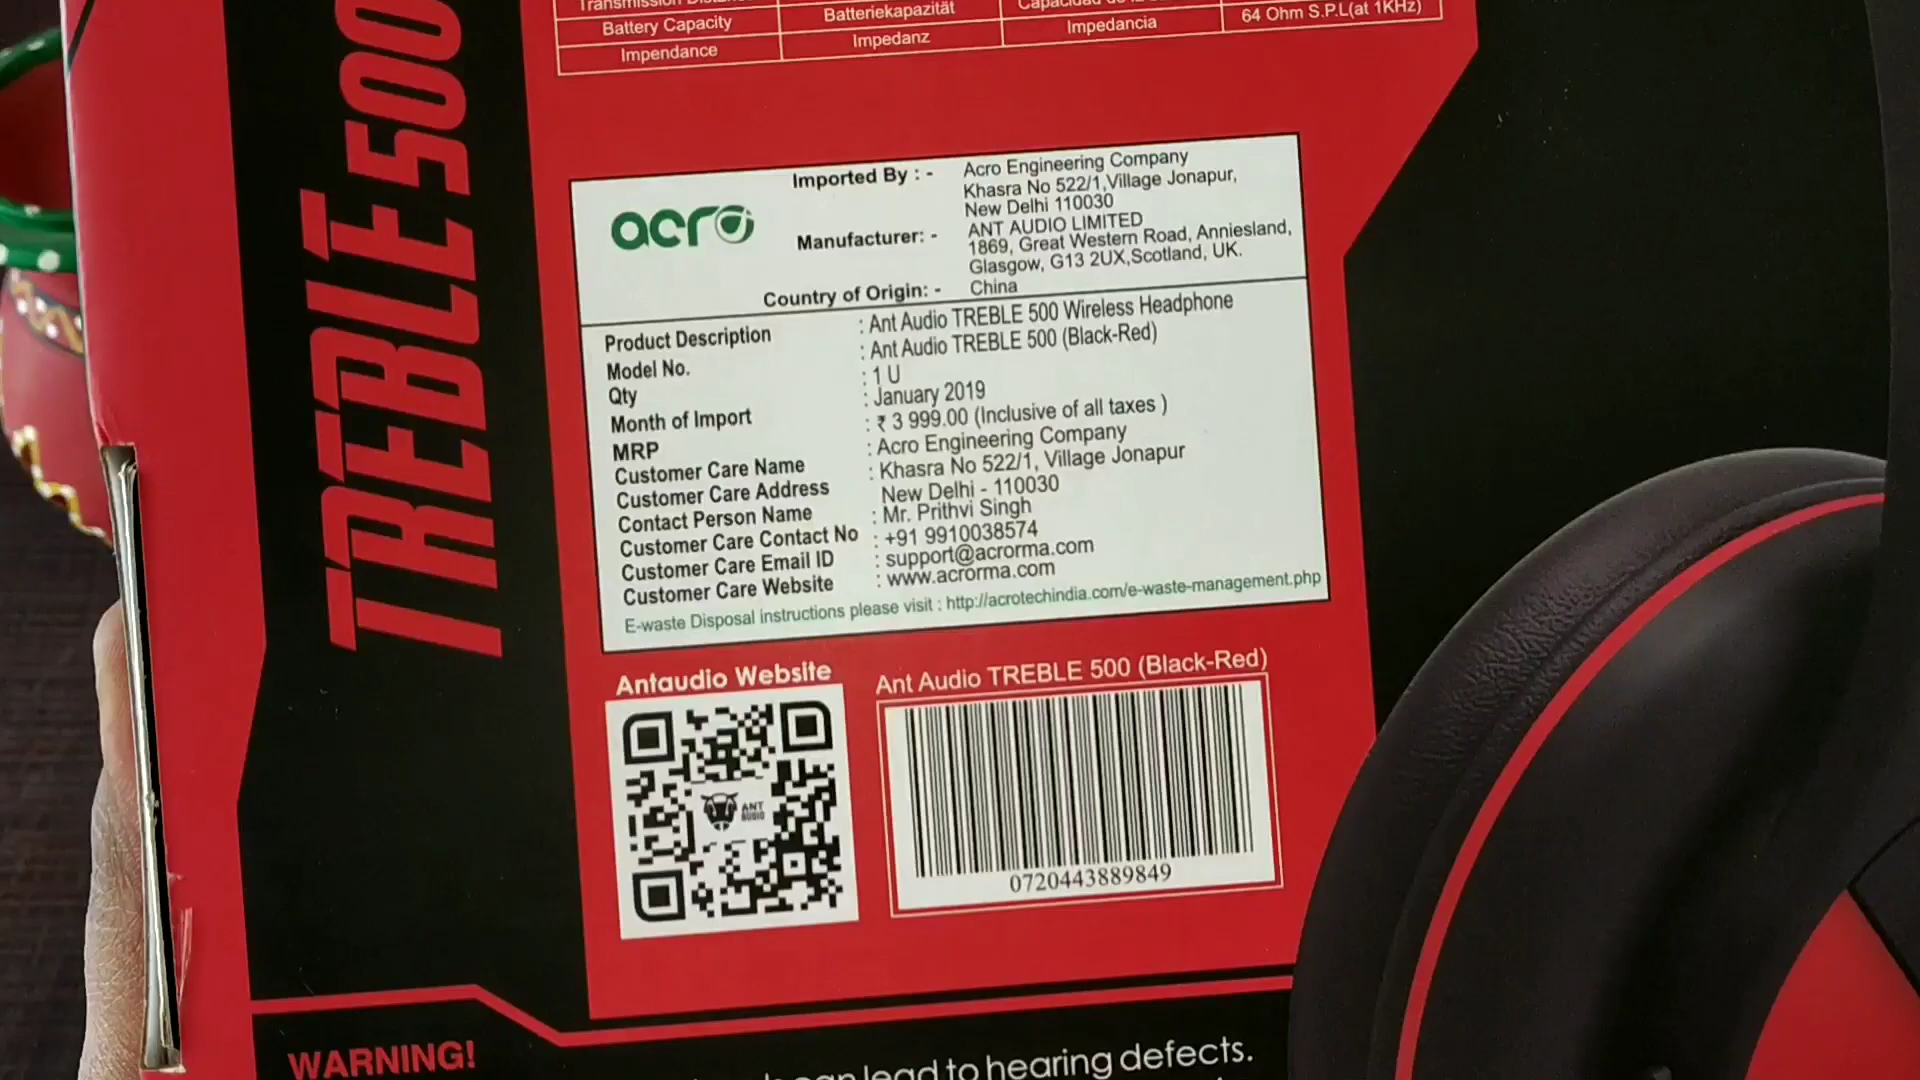 Battery Capacity Batteriekapazität
Impendance Impedanz Impedancia 64 Ohm S.P.L(at 1KHz)
TREBLE 500
acro
Imported By : - Acro Engineering Company
Khasra No 522/1,Village Jonapur,
New Delhi 110030
Manufacturer: - ANT AUDIO LIMITED
1869, Great Western Road, Anniesland,
Glasgow, G13 2UX,Scotland, UK.
Country of Origin: - China
Product Description : Ant Audio TREBLE 500 Wireless Headphone
Model No. : Ant Audio TREBLE 500 (Black-Red)
Qty : 1 U
Month of Import : January 2019
MRP : ₹ 3 999.00 (Inclusive of all taxes )
Customer Care Name : Acro Engineering Company
Customer Care Address : Khasra No 522/1, Village Jonapur
New Delhi - 110030
Contact Person Name : Mr. Prithvi Singh
Customer Care Contact No : +91 9910038574
Customer Care Email ID : support@acrorma.com
Customer Care Website : www.acrorma.com
E-waste Disposal instructions please visit : http://acrotechindia.com/e-waste-management.php
Antaudio Website
ANT
AUDIO
Ant Audio TREBLE 500 (Black-Red)
0720443889849
WARNING!
lead to hearing defects.